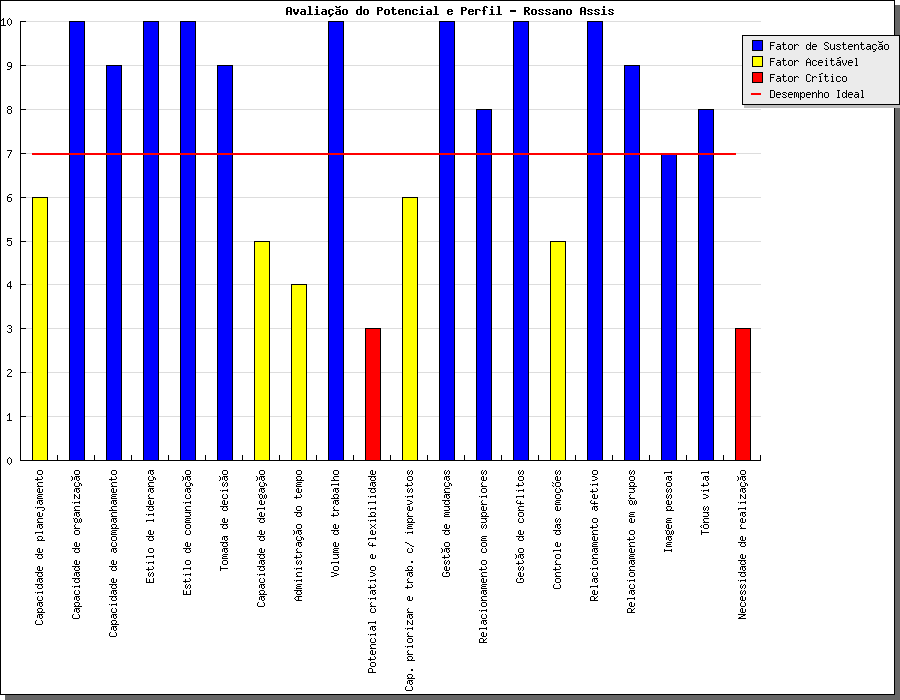 Avaliação do Potencial e Perfil - Rossano Assis
Fator de Sustentação
Fator Aceitável
Fator Crítico
Desempenho Ideal
10
9
8
7
6
5
4
3
2
1
0
Capacidade de planejamento
Capacidade de organização
Capacidade de acompanhamento
Estilo de liderança
Estilo de comunicação
Tomada de decisão
Capacidade de delegação
Administração do tempo
Volume de trabalho
Potencial criativo e flexibilidade
Cap. priorizar e trab. c/ imprevistos
Gestão de mudanças
Relacionamento com superiores
Gestão de conflitos
Controle das emoções
Relacionamento afetivo
Relacionamento em grupos
Imagem pessoal
Tônus vital
Necessidade de realização